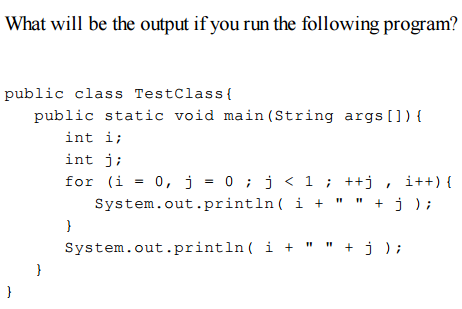 What will be the output if you run the following program?
public class TestClass{
public static void main(String args[]){
int i;
int j;
for (i = 0, j = 0 ; j < 1 ; ++j , i++){
System.out.println( i + " " + j );
}
System.out.println( i + " " + j );
}
}